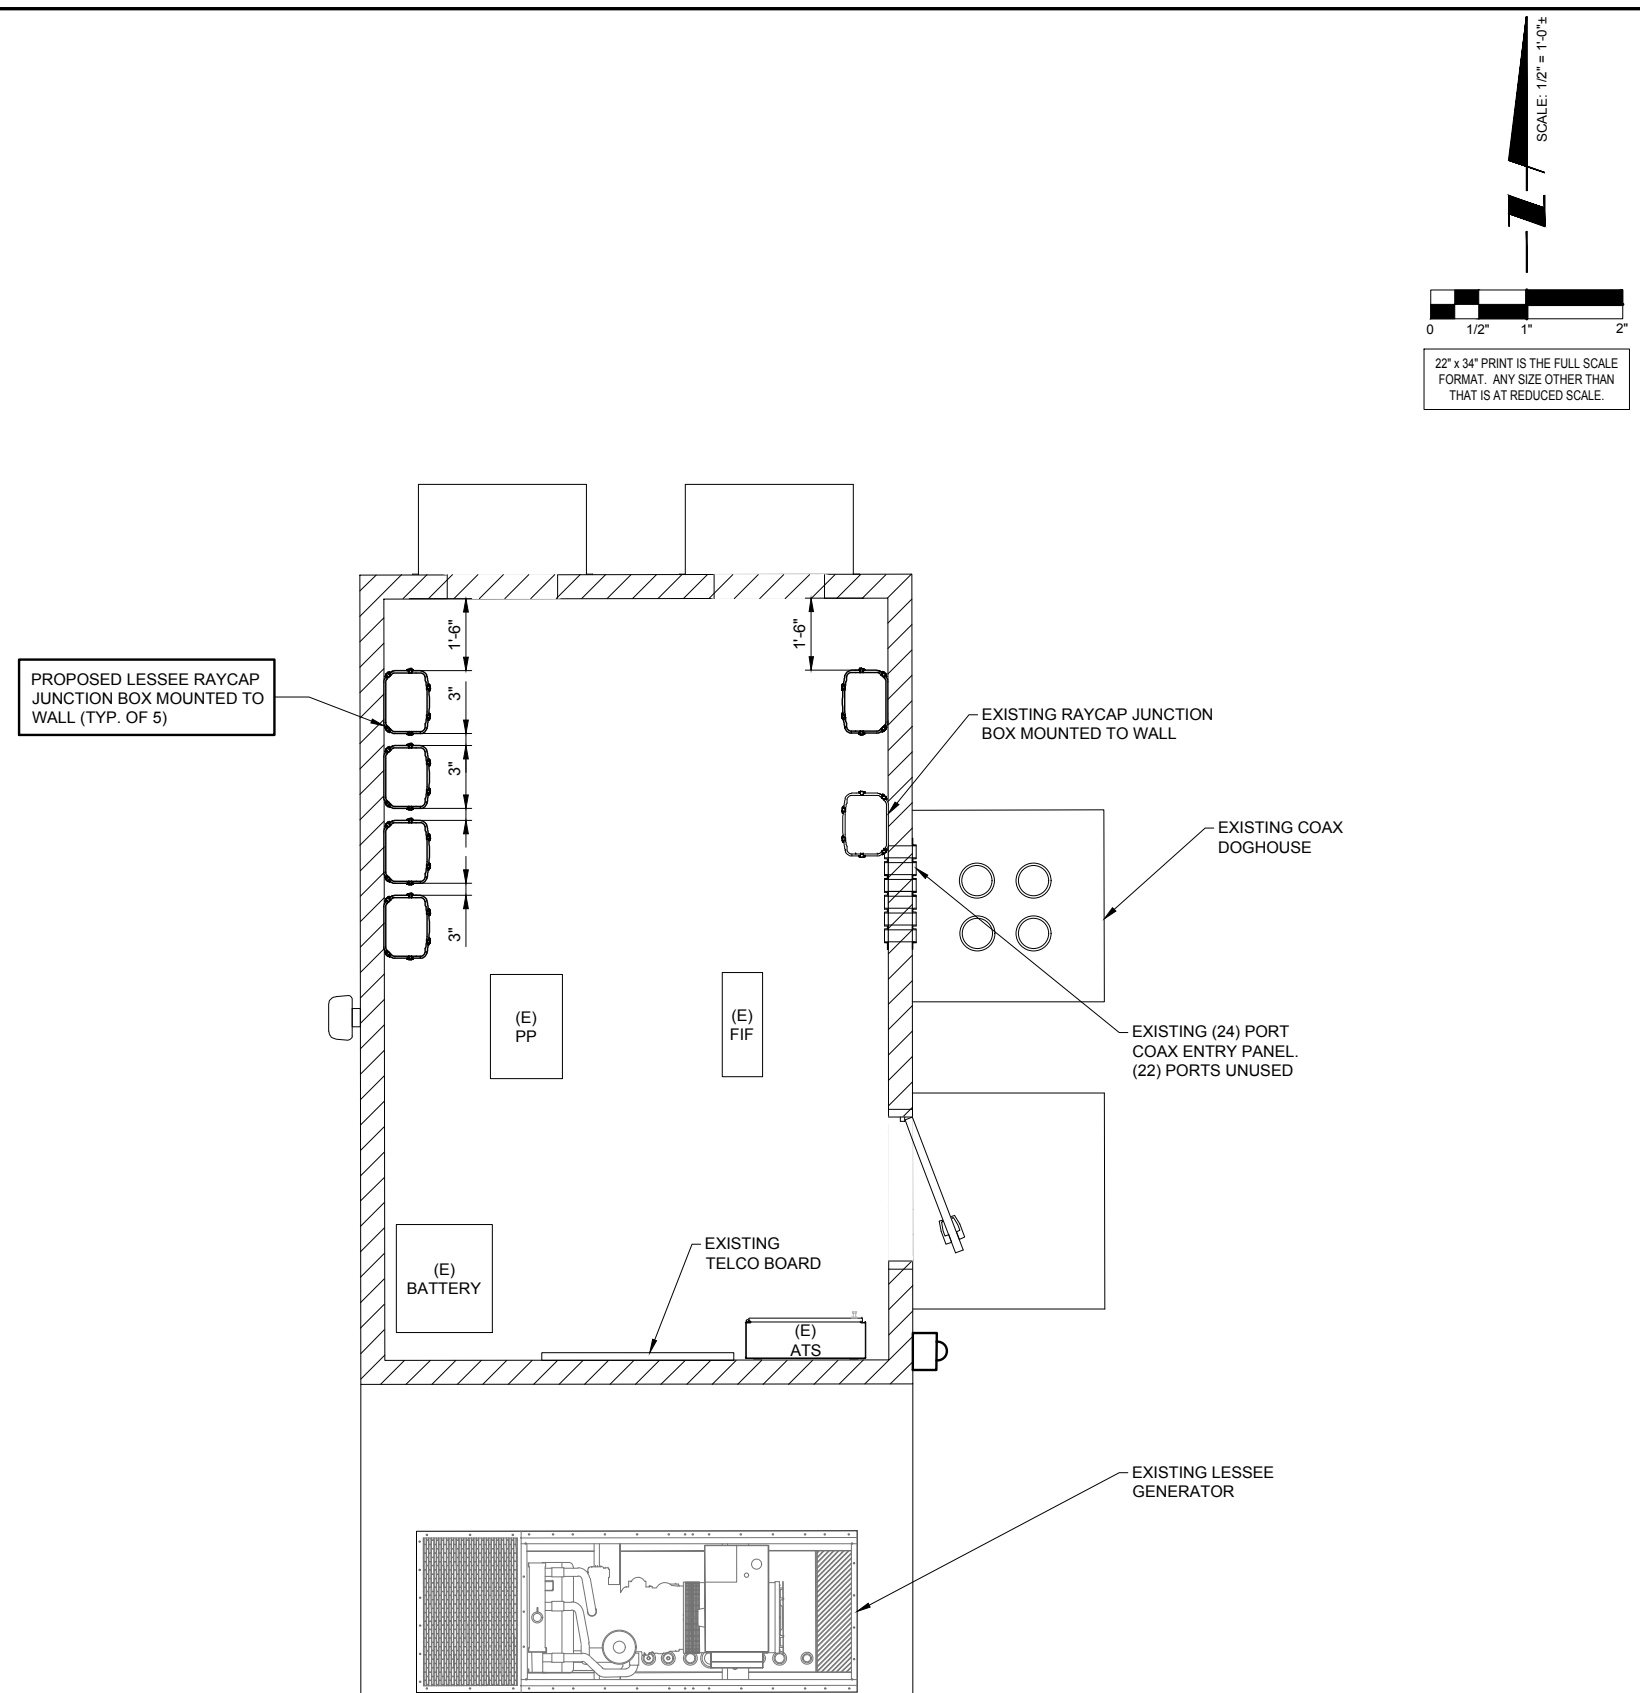 SCALE: 1/2" = 1'-0"±
N
0 1/2" 1" 2"
22" x 34" PRINT IS THE FULL SCALE
FORMAT. ANY SIZE OTHER THAN
THAT IS AT REDUCED SCALE.
1'-6"
1'-6"
PROPOSED LESSEE RAYCAP
JUNCTION BOX MOUNTED TO
WALL (TYP. OF 5)
3"
3"
3"
EXISTING RAYCAP JUNCTION
BOX MOUNTED TO WALL
EXISTING COAX
DOGHOUSE
(E)
PP
(E)
FIF
EXISTING (24) PORT
COAX ENTRY PANEL.
(22) PORTS UNUSED
(E)
BATTERY
EXISTING
TELCO BOARD
(E)
ATS
EXISTING LESSEE
GENERATOR